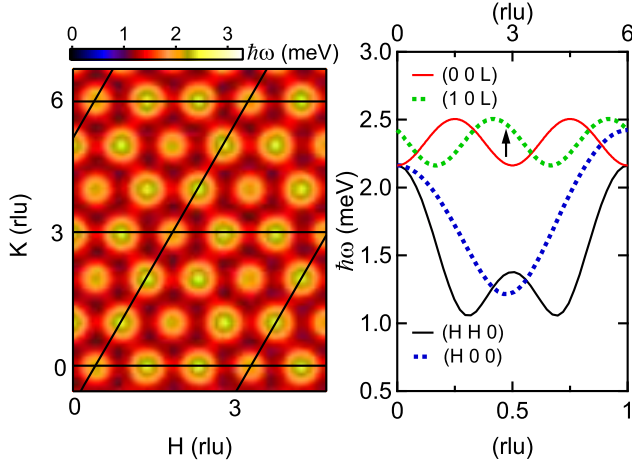 0 1 2 3 ħω (meV)
6
3
0
K (rlu)
0 3
H (rlu)
(rlu)
0 3 6
3.0
2.5
2.0
1.5
1.0
0.5
ħω (meV)
(0 0 L)
(1 0 L)
(H H 0)
(H 0 0)
0 0.5 1
(rlu)